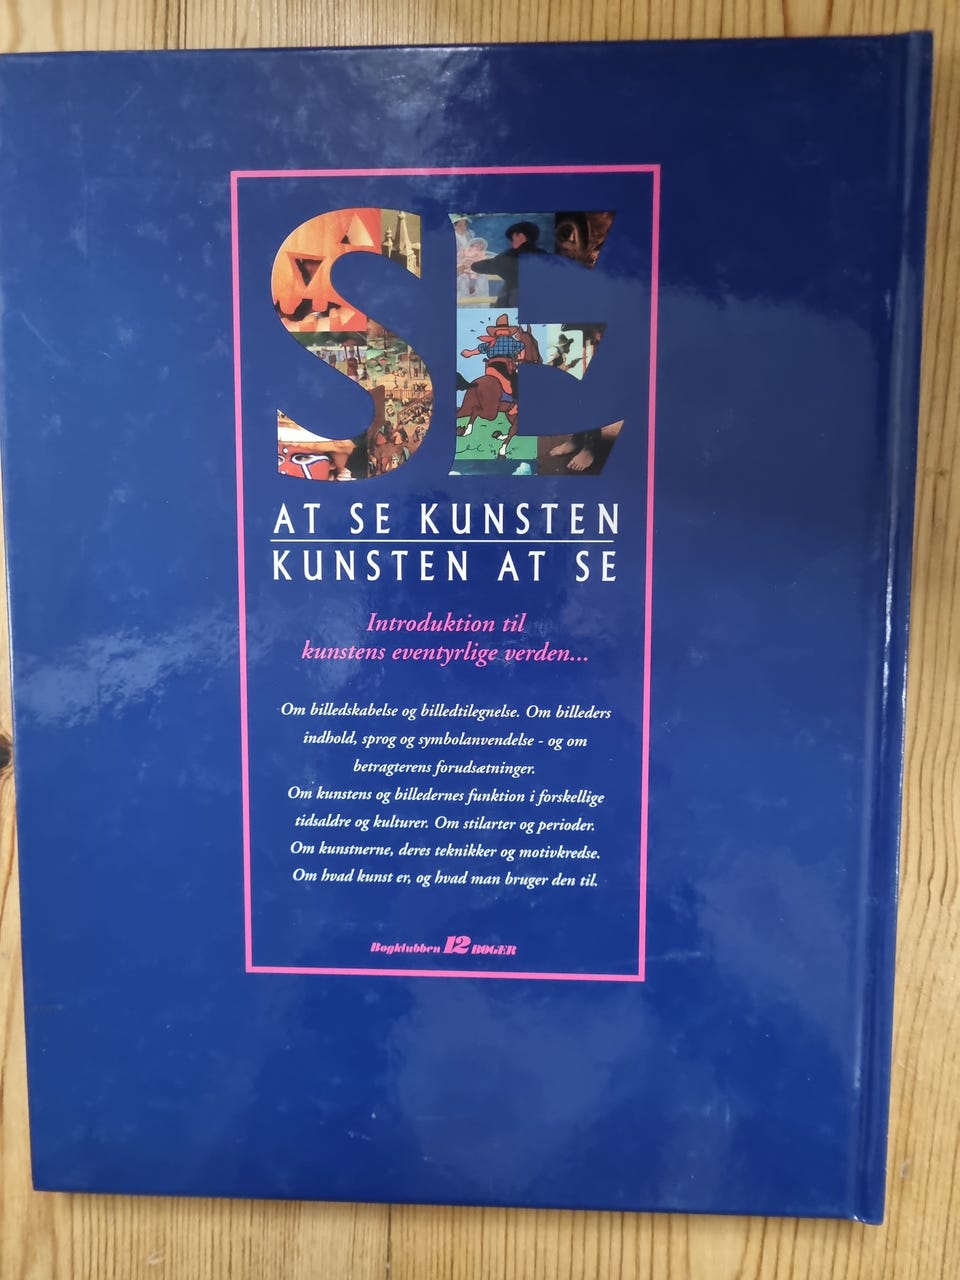 SE
AT SE KUNSTEN
KUNSTEN AT SE
Introduktion til
kunstens eventyrlige verden...
Om billedskabelse og billedtilegnelse. Om billeders
indhold, sprog og symbolanvendelse - og om
betragterens forudsætninger.
Om kunstens og billedernes funktion i forskellige
tidsaldre og kulturer. Om stilarter og perioder.
Om kunstnerne, deres teknikker og motivkredse.
Om hvad kunst er, og hvad man bruger den til.
Bogklubben 12 BØGER